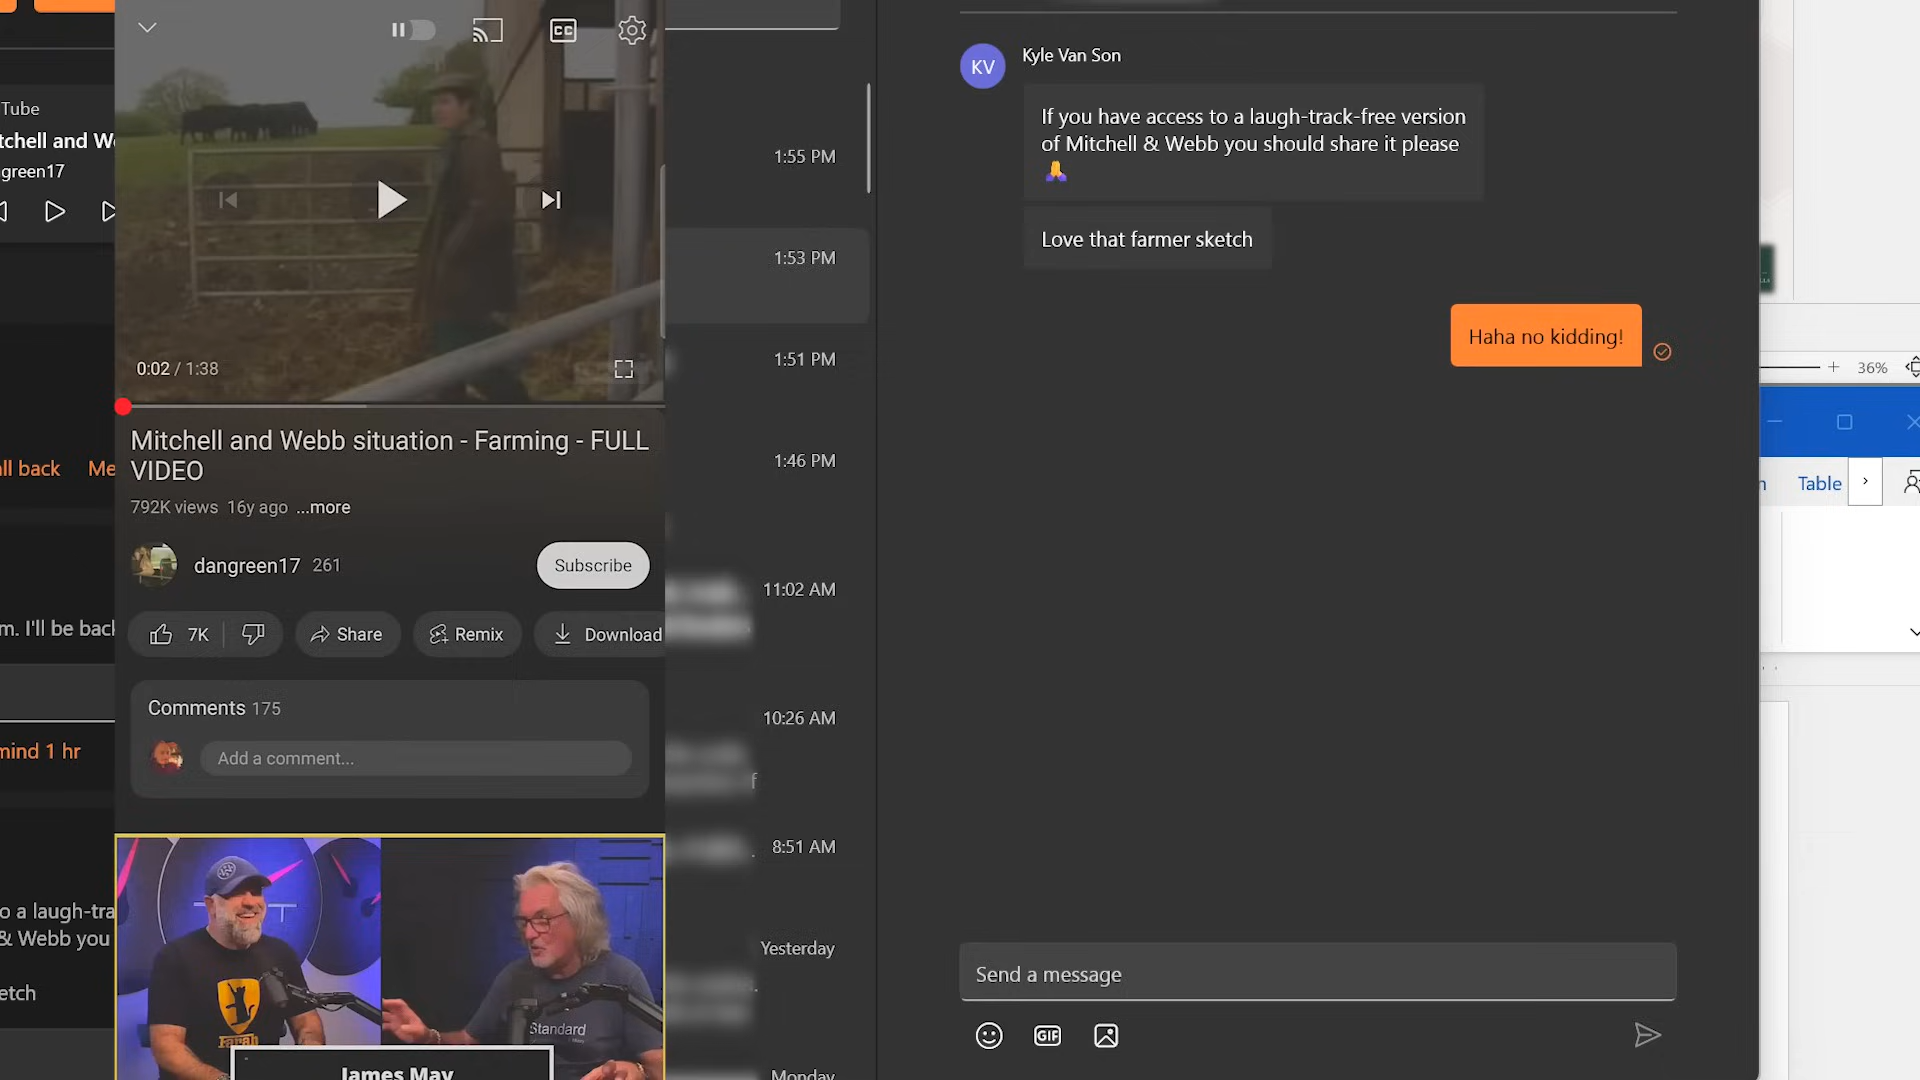 Tube
tchell and We
green17
ll back Me
m. I'll be back
mind 1 hr
o a laugh-tra
& Webb you
etch
CC
0:02 / 1:38
Mitchell and Webb situation - Farming - FULL
VIDEO
792K views 16y ago ...more
dangreen17 261
Subscribe
7K
Share
Remix
Download
Comments 175
Add a comment...
Farah
Standard
James May
1:55 PM
1:53 PM
1:51 PM
1:46 PM
11:02 AM
10:26 AM
f
8:51 AM
Yesterday
Monday
KV
Kyle Van Son
If you have access to a laugh-track-free version
of Mitchell & Webb you should share it please
Love that farmer sketch
Haha no kidding!
Send a message
GIF
36%
Table